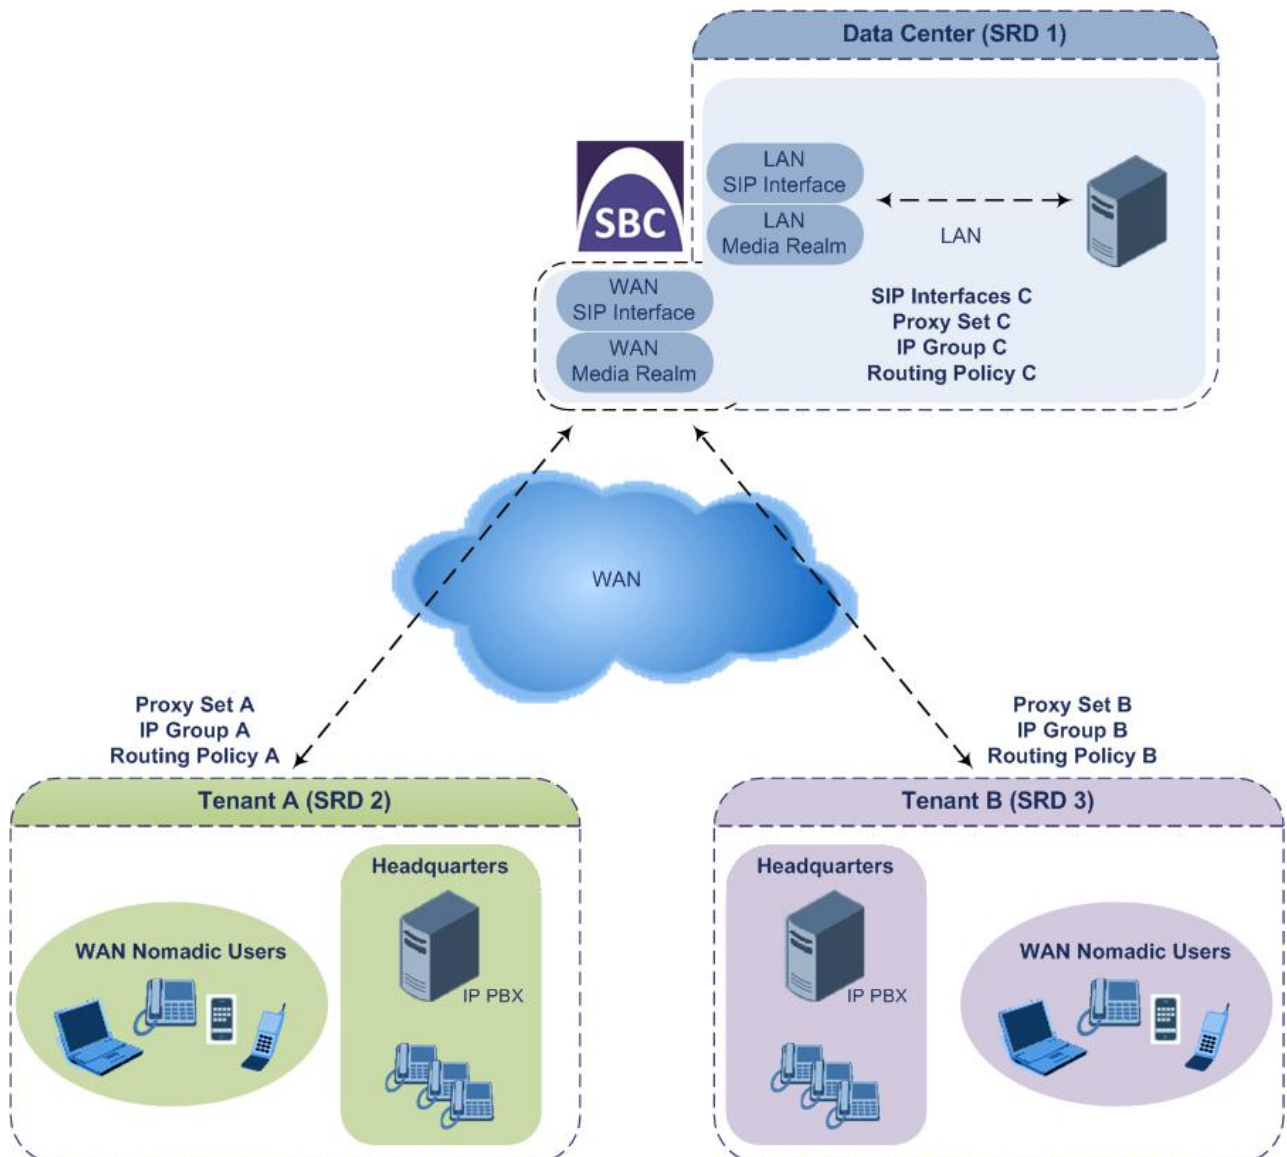 Data Center (SRD 1)
SBC
LAN
SIP Interface
LAN
Media Realm
LAN
WAN
SIP Interface
WAN
Media Realm
SIP Interfaces C
Proxy Set C
IP Group C
Routing Policy C
WAN
Proxy Set A
IP Group A
Routing Policy A
Proxy Set B
IP Group B
Routing Policy B
Tenant A (SRD 2)
WAN Nomadic Users
Headquarters
IP PBX
Tenant B (SRD 3)
Headquarters
IP PBX
WAN Nomadic Users